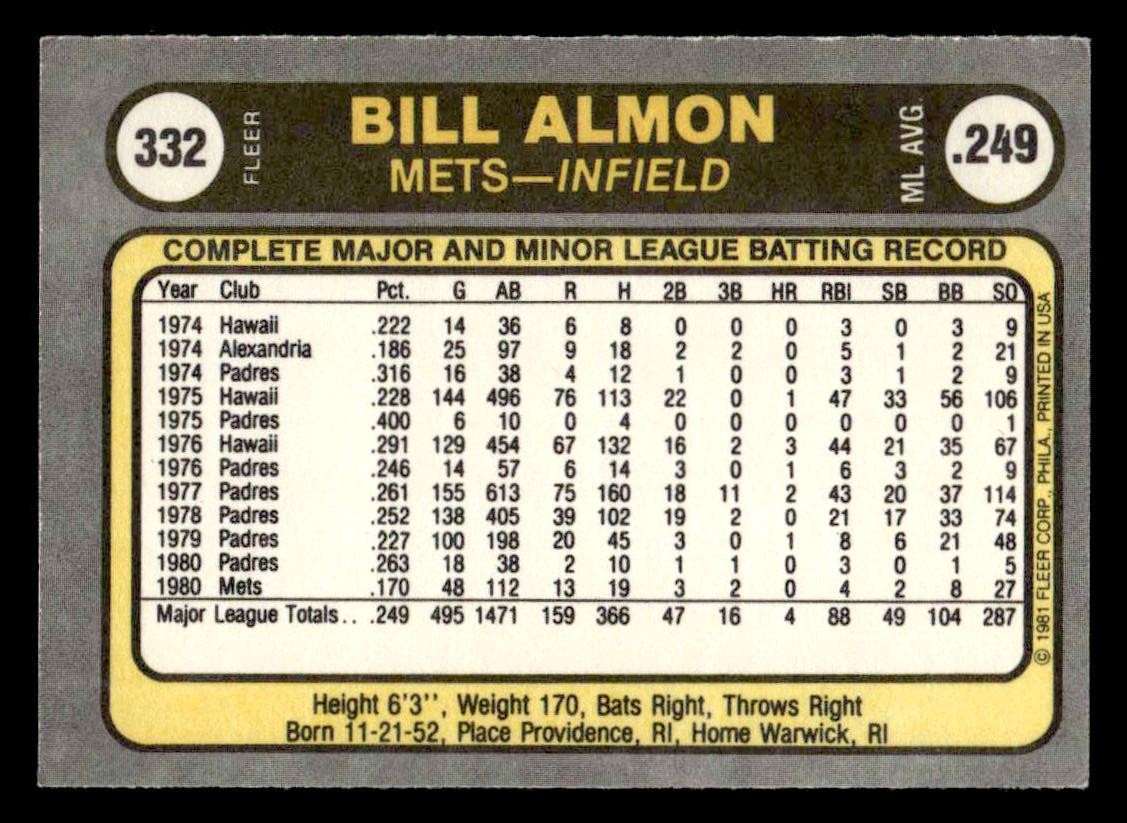 332 FLEER BILL ALMON ML AVG .249
METS—INFIELD
COMPLETE MAJOR AND MINOR LEAGUE BATTING RECORD
Year Club Pct. G AB R H 2B 3B HR RBI SB BB SO
1974 Hawaii .222 14 36 6 8 0 0 0 3 0 3 9
1974 Alexandria .186 25 97 9 18 2 2 0 5 1 2 21
1974 Padres .316 16 38 4 12 1 0 0 3 1 2 9
1975 Hawaii .228 144 496 76 113 22 0 1 47 33 56 106
1975 Padres .400 6 10 0 4 0 0 0 0 0 0 1
1976 Hawaii .291 129 454 67 132 16 2 3 44 21 35 67
1976 Padres .246 14 57 6 14 3 0 1 6 3 2 9
1977 Padres .261 155 613 75 160 18 11 2 43 20 37 114
1978 Padres .252 138 405 39 102 19 2 0 21 17 33 74
1979 Padres .227 100 198 20 45 3 0 1 8 6 21 48
1980 Padres .263 18 38 2 10 1 1 0 3 0 1 5
1980 Mets .170 48 112 13 19 3 2 0 4 2 8 27
Major League Totals.. .249 495 1471 159 366 47 16 4 88 49 104 287
© 1981 FLEER CORP., PHILA., PRINTED IN USA
Height 6'3'', Weight 170, Bats Right, Throws Right
Born 11-21-52, Place Providence, RI, Home Warwick, RI